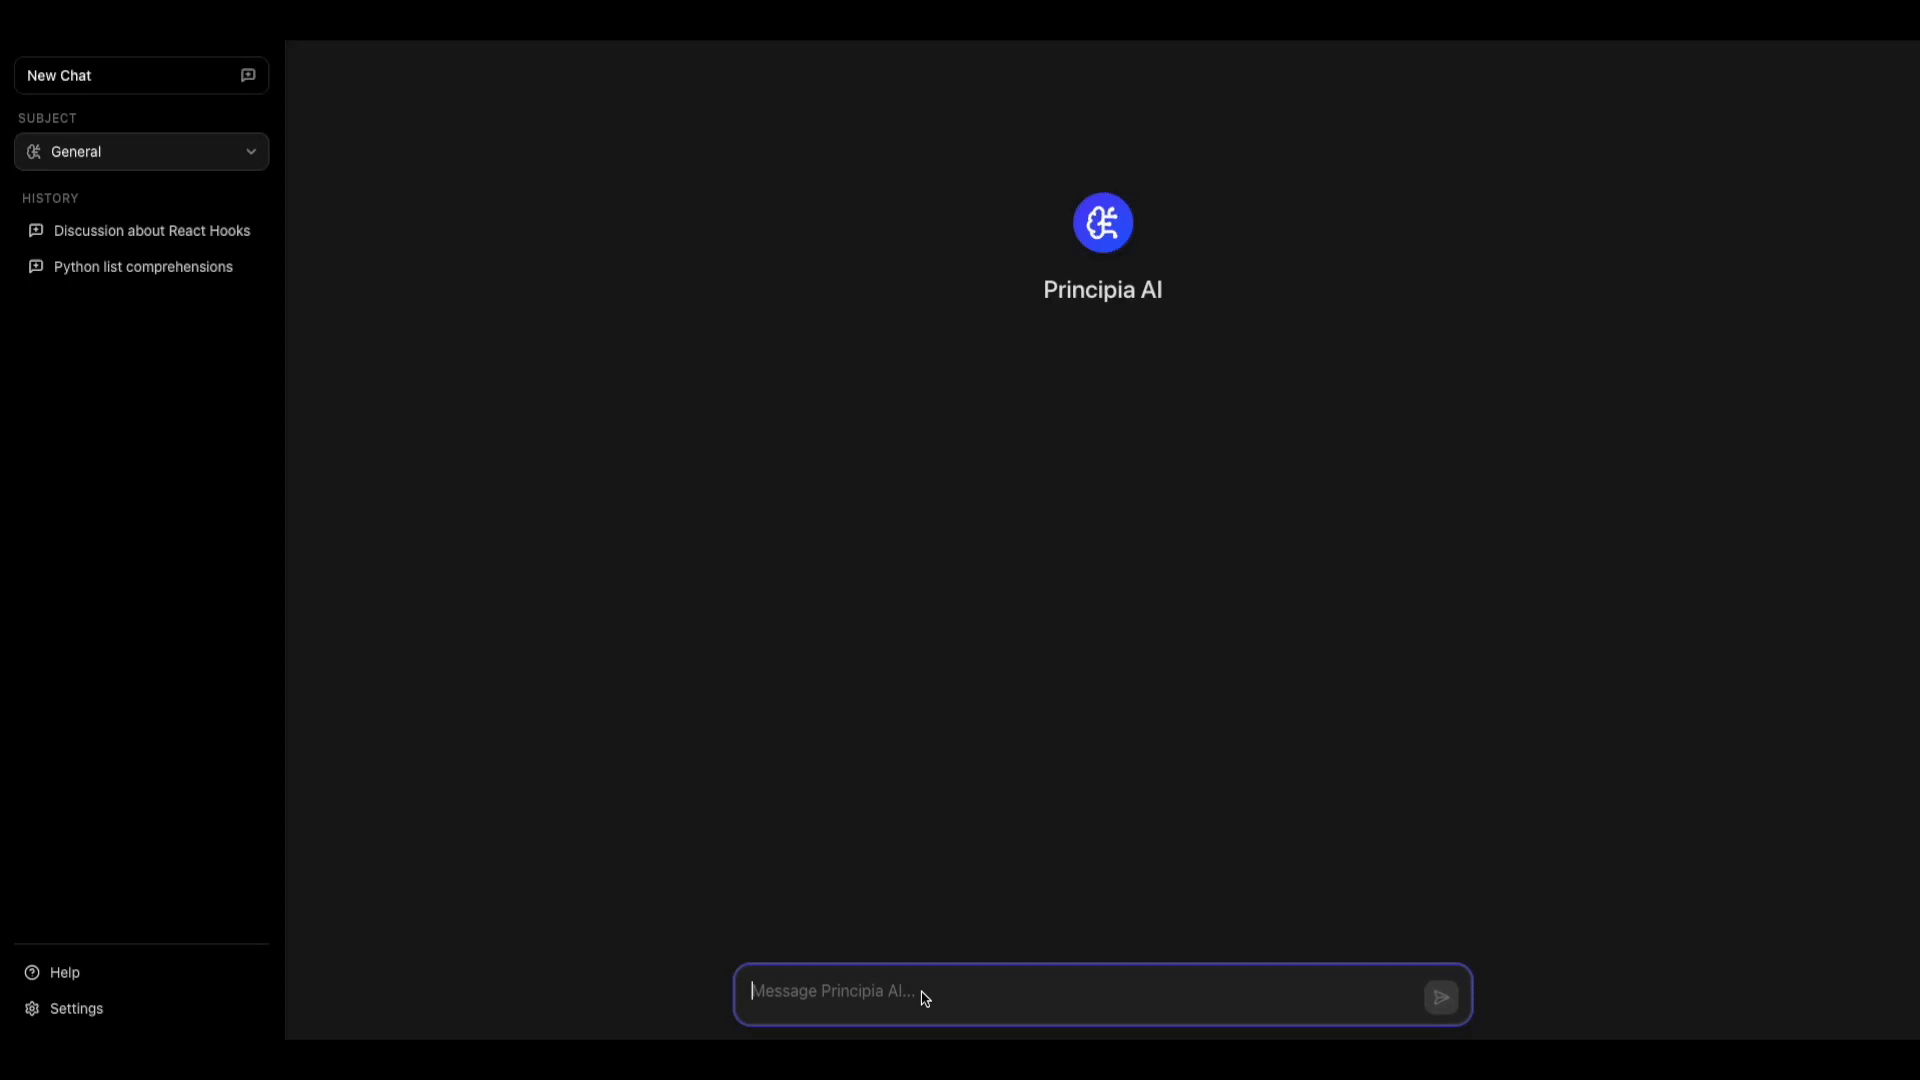 New Chat
SUBJECT
General
HISTORY
Discussion about React Hooks
Python list comprehensions
Help
Settings
Principia AI
Message Principia AI...